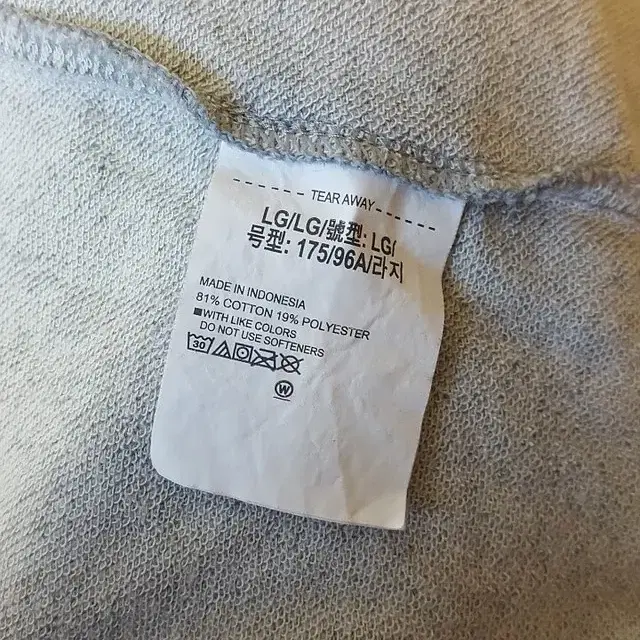 TEAR AWAY
LG/LG/號型: LG/
号型: 175/96A/라지
MADE IN INDONESIA
81% COTTON 19% POLYESTER
■WITH LIKE COLORS
DO NOT USE SOFTENERS
30
W